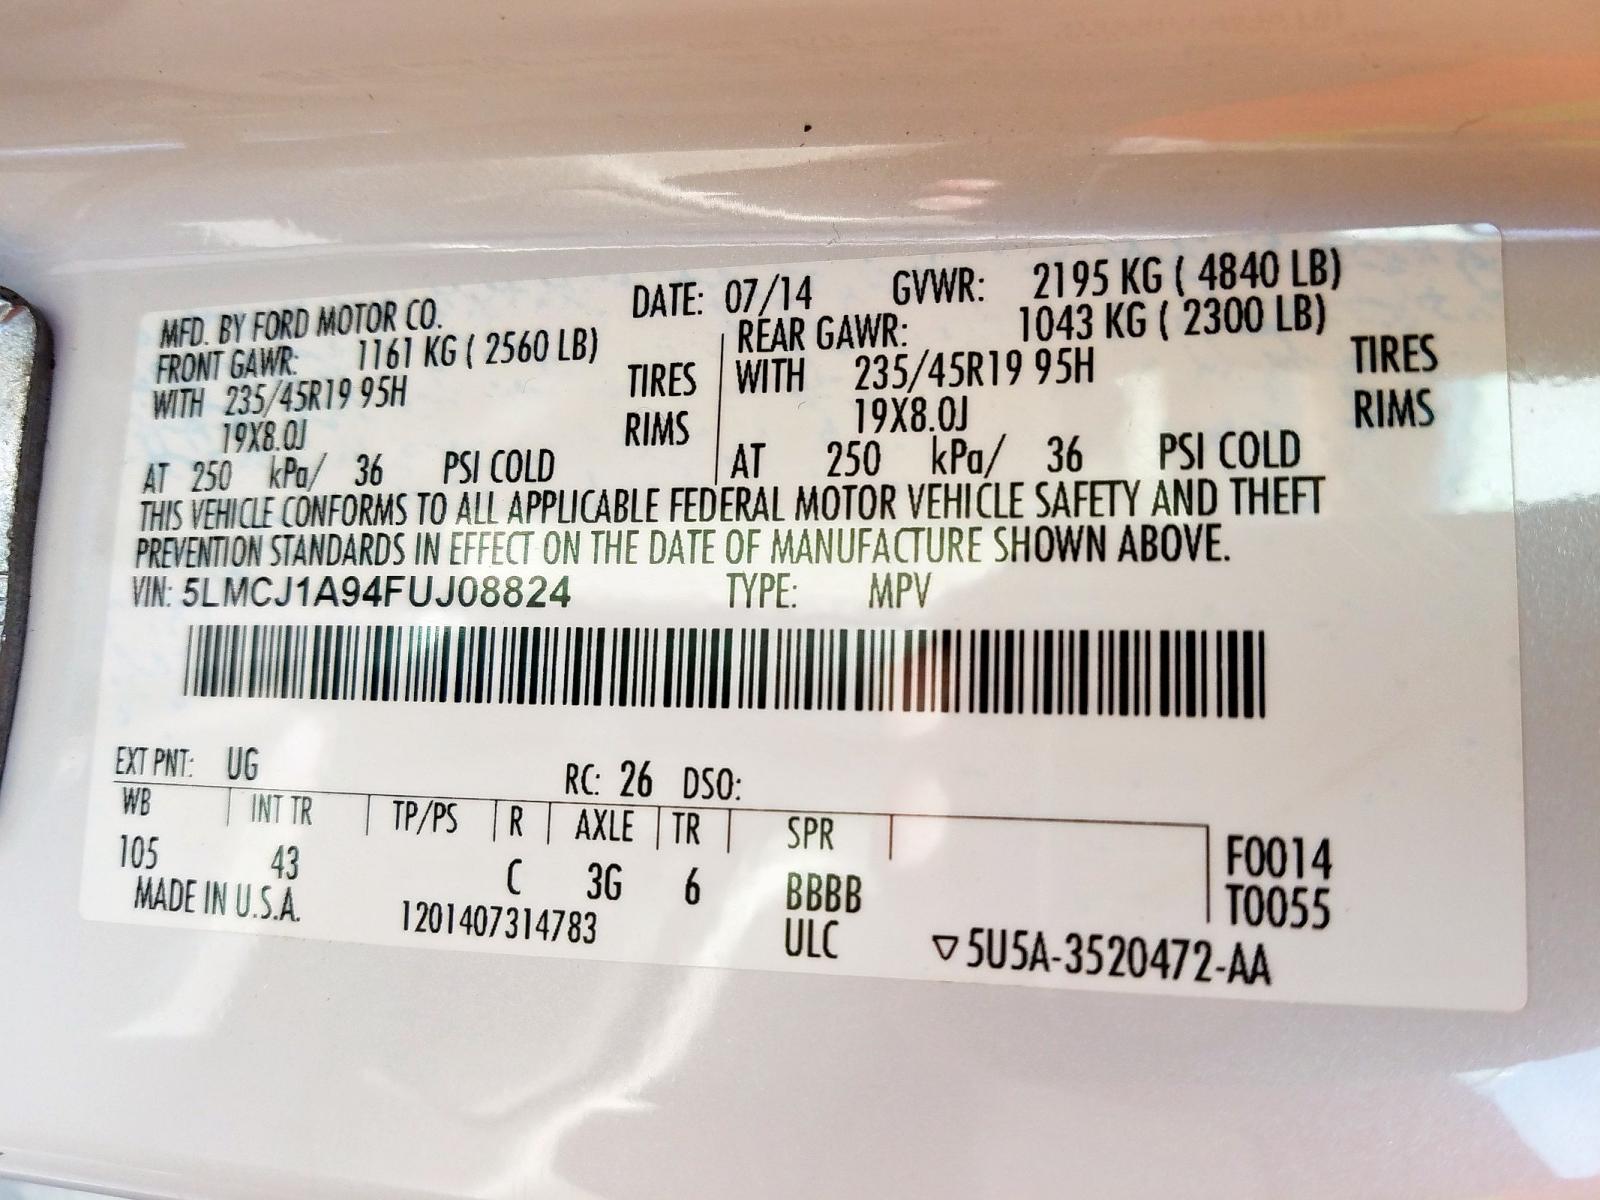 MFD. BY FORD MOTOR CO. DATE: 07/14 GVWR: 2195 KG ( 4840 LB)
FRONT GAWR: 1161 KG ( 2560 LB) REAR GAWR: 1043 KG ( 2300 LB)
WITH 235/45R19 95H TIRES WITH 235/45R19 95H TIRES
19X8.0J RIMS 19X8.0J RIMS
AT 250 kPa/ 36 PSI COLD AT 250 kPa/ 36 PSI COLD
THIS VEHICLE CONFORMS TO ALL APPLICABLE FEDERAL MOTOR VEHICLE SAFETY AND THEFT
PREVENTION STANDARDS IN EFFECT ON THE DATE OF MANUFACTURE SHOWN ABOVE.
VIN: 5LMCJ1A94FUJ08824 TYPE: MPV
EXT PNT: UG RC: 26 DSO:
WB INT TR TP/PS R AXLE TR SPR
105 43 C 3G 6 BBBB F0014
T0055
MADE IN U.S.A. 1201407314783 ULC ▽5U5A-3520472-AA